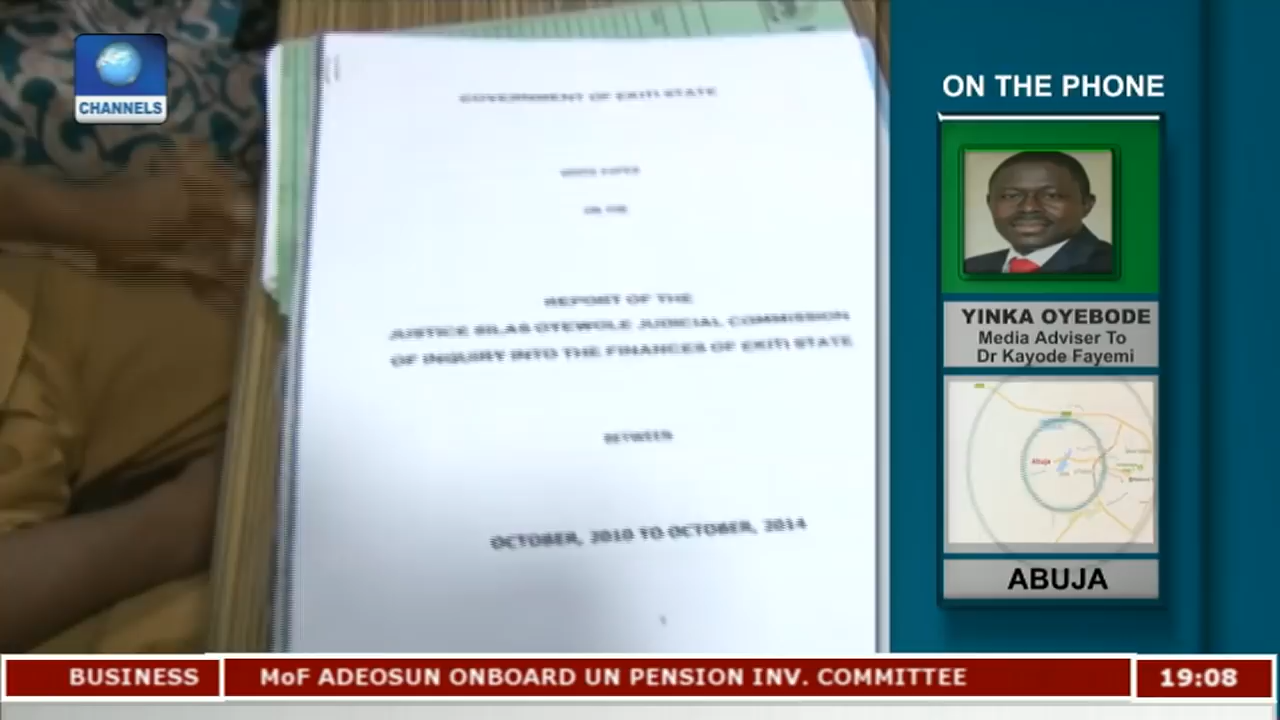 CHANNELS
GOVERNMENT OF EKITI STATE
WHITE PAPER
ON THE
REPORT OF THE
JUSTICE SILAS OYEWOLE JUDICIAL COMMISSION
OF INQUIRY INTO THE FINANCES OF EKITI STATE
BETWEEN
OCTOBER, 2010 TO OCTOBER, 2014
ON THE PHONE
YINKA OYEBODE
Media Adviser To
Dr Kayode Fayemi
Abuja
ABUJA
BUSINESS
MoF ADEOSUN ONBOARD UN PENSION INV. COMMITTEE
19:08